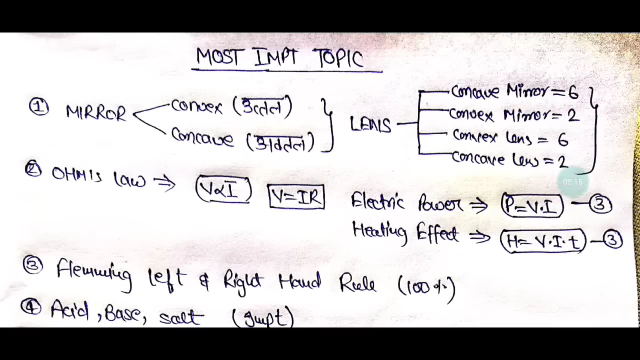 MOST IMPT TOPIC
① MIRROR
Convex (उत्तल)
Concave (अवतल)
LENS
Concave Mirror = 6
Convex Mirror = 2
Convex Lens = 6
Concave Lens = 2
② OHM'S Law ⇒ V∝I V=IR
Electric Power ⇒ P=V.I — ③
Heating Effect ⇒ H= V.I.t — ③
③ Flemming left & Right Hand Rule (100%)
④ Acid, Base, Salt (Impt)